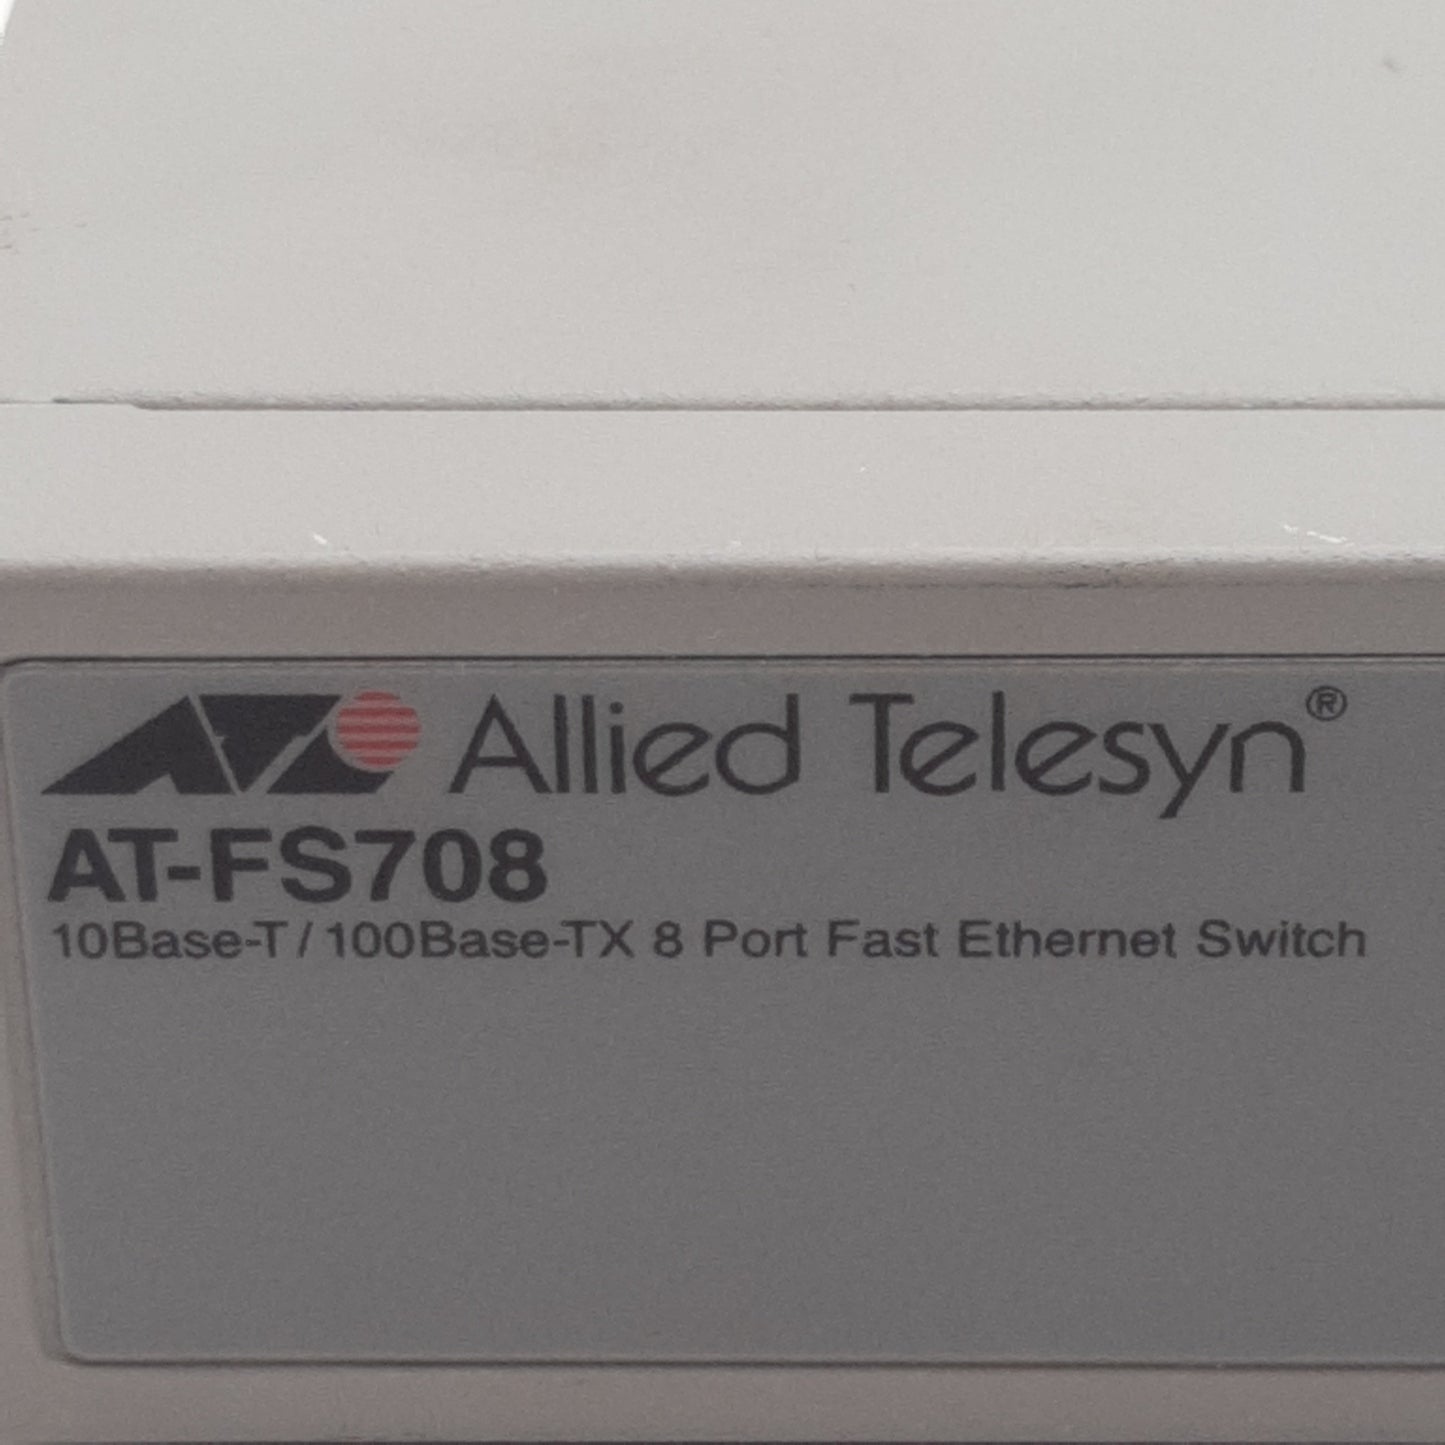 Allied Telesyn®
AT-FS708
10Base-T / 100Base-TX 8 Port Fast Ethernet Switch